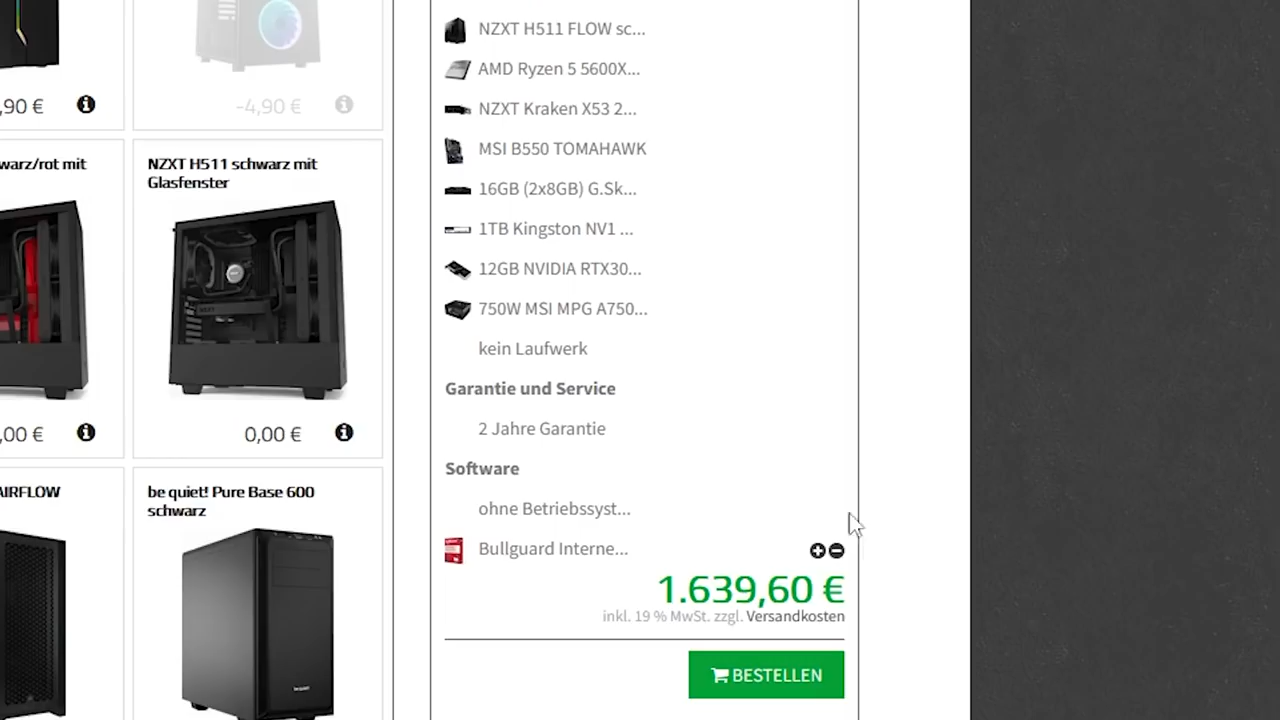 ,90 €
-4,90 €
warz/rot mit
NZXT H511 schwarz mit
Glasfenster
,00 €
0,00 €
AIRFLOW
be quiet! Pure Base 600
schwarz
NZXT H511 FLOW sc...
AMD Ryzen 5 5600X...
NZXT Kraken X53 2...
MSI B550 TOMAHAWK
16GB (2x8GB) G.Sk...
1TB Kingston NV1 ...
12GB NVIDIA RTX30...
750W MSI MPG A750...
kein Laufwerk
Garantie und Service
2 Jahre Garantie
Software
ohne Betriebssyst...
Bullguard Interne...
1.639,60 €
inkl. 19 % MwSt. zzgl. Versandkosten
BESTELLEN